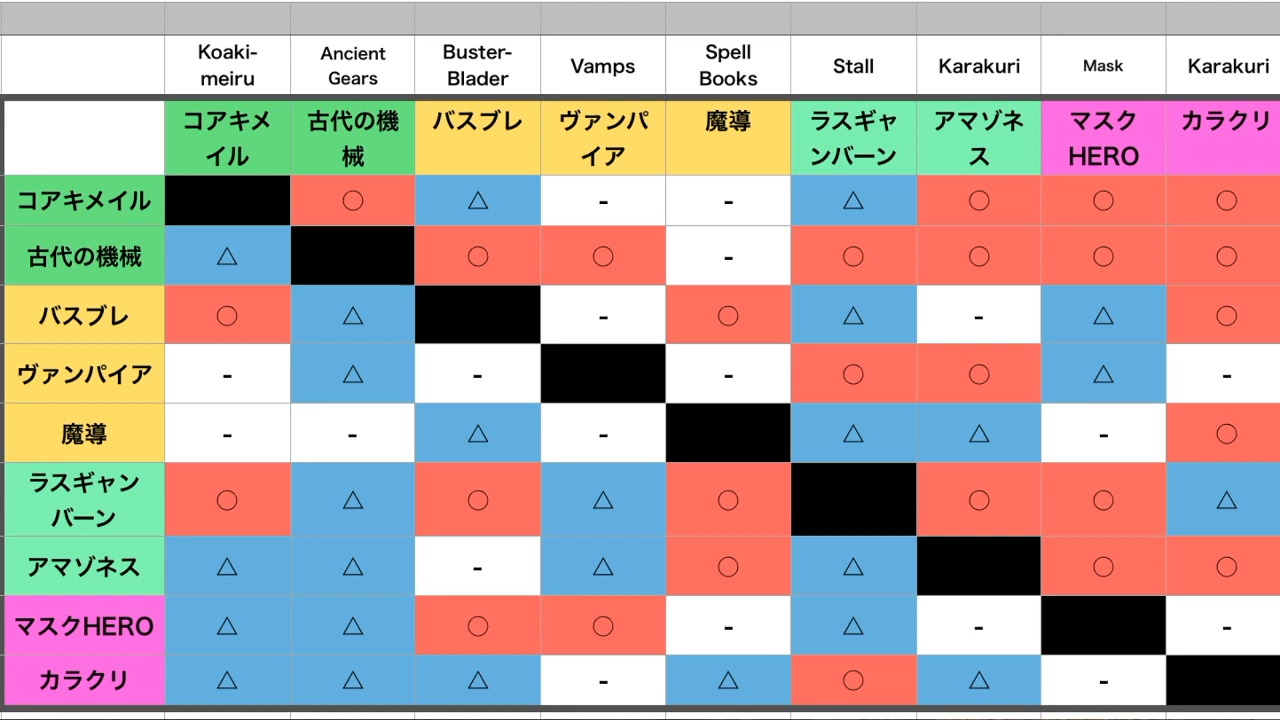 Koaki-
meiru
Ancient
Gears
Buster-
Blader
Vamps
Spell
Books
Stall
Karakuri
Mask
Karakuri
コアキメ
イル
古代の機
械
バスブレ
ヴァンパ
イア
魔導
ラスギャ
ンバーン
アマゾネ
ス
マスク
HERO
カラクリ
コアキメイル ○ △ - - △ ○ ○ ○
古代の機械 △ ○ ○ - ○ ○ ○ ○
バスブレ ○ △ - ○ △ - △ ○
ヴァンパイア - △ - - ○ ○ △ -
魔導 - - △ - △ △ - ○
ラスギャン
バーン ○ △ ○ △ ○ ○ ○ △
アマゾネス △ △ - △ ○ △ ○ ○
マスクHERO △ △ ○ ○ - △ - -
カラクリ △ △ △ - △ ○ △ -